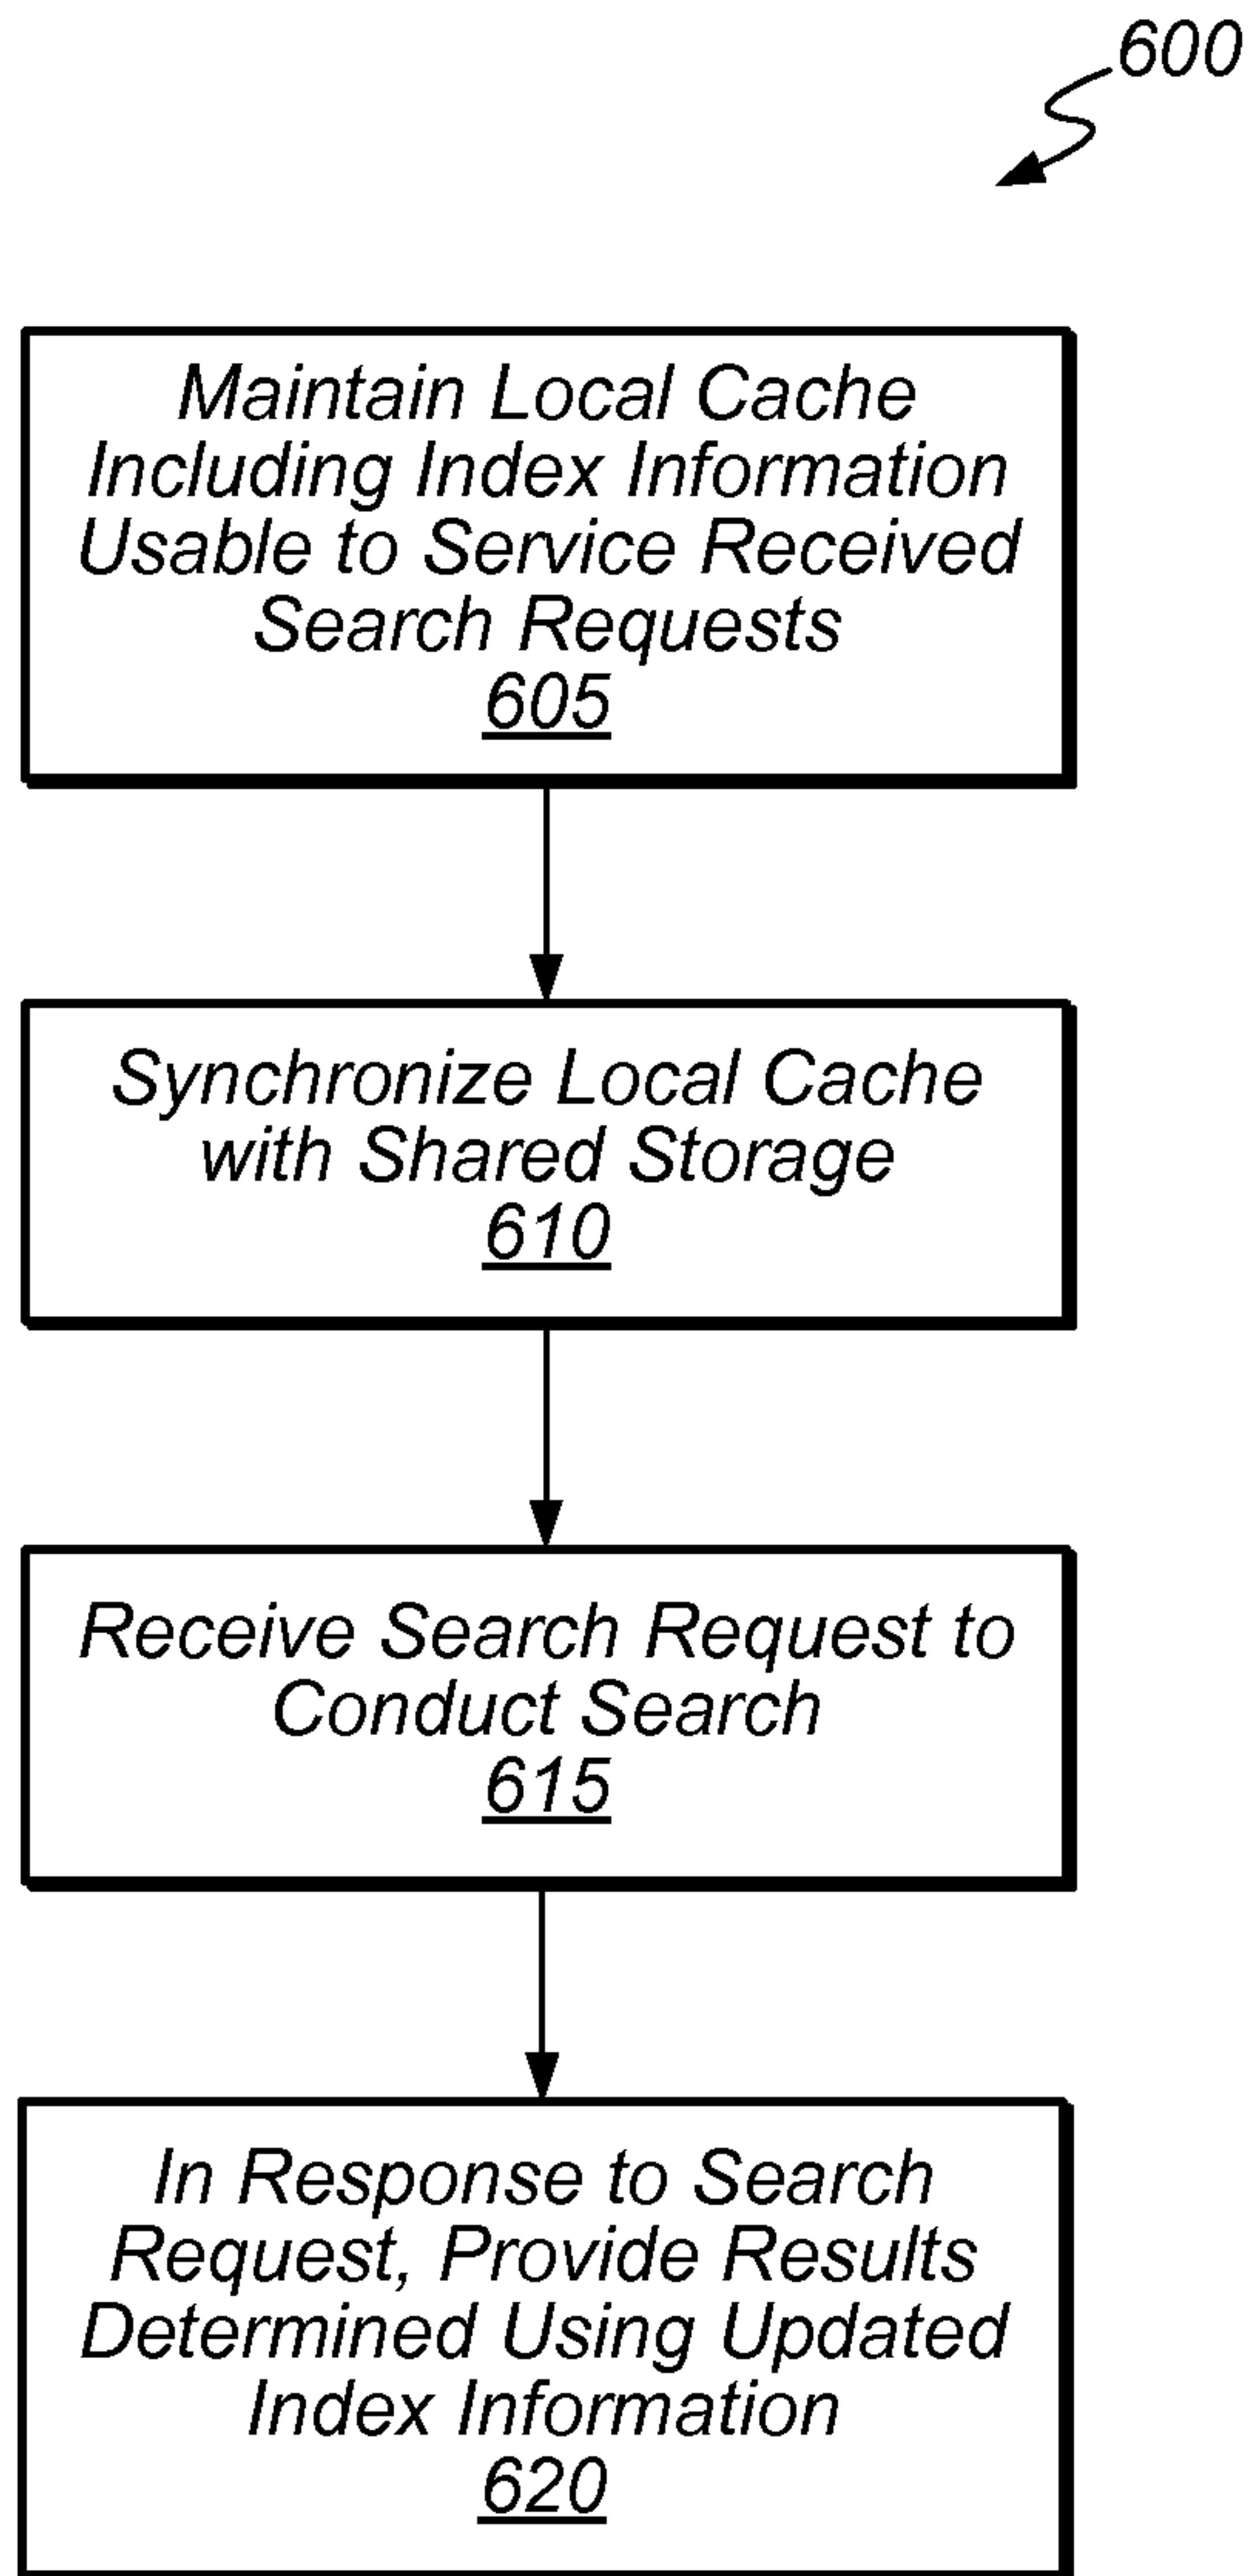 600
Maintain Local Cache
Including Index Information
Usable to Service Received
Search Requests
605
Synchronize Local Cache
with Shared Storage
610
Receive Search Request to
Conduct Search
615
In Response to Search
Request, Provide Results
Determined Using Updated
Index Information
620